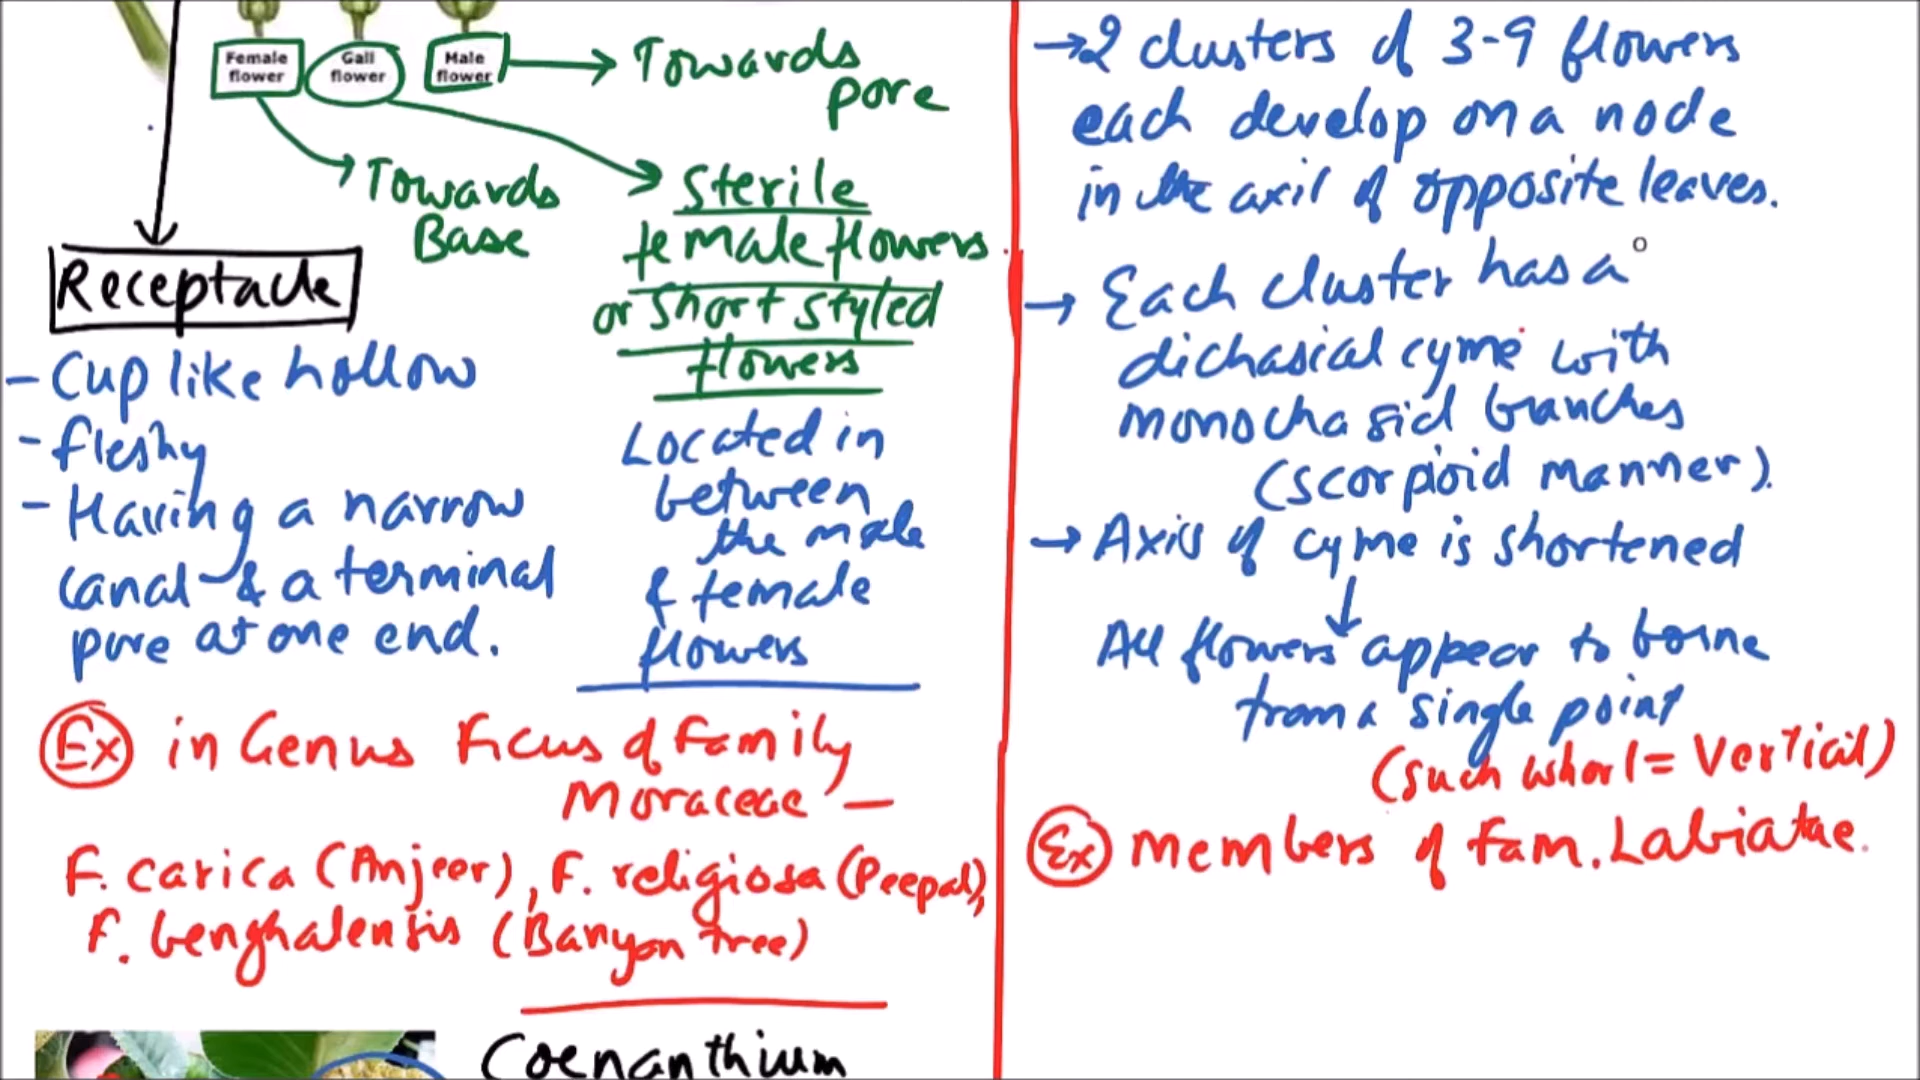 Female flower
Gall flower
Male flower
Towards
pore
Towards
Base
Sterile
female flowers
or short styled
flowers
Located in
between
the male
& female
flowers
Receptacle
- Cup like hollow
- Fleshy
- Having a narrow
canal & a terminal
pore at one end.
Ex in Genus Ficus of Family
Moraceae —
F. carica (Anjeer), F. religiosa (Peepal),
F. benghalensis (Banyan Tree)
Coenanthium
→ 2 clusters of 3-9 flowers
each develop on a node
in the axil of opposite leaves.
→ Each cluster has a
dichasial cyme with
monochasid branches
(scorpioid manner).
→ Axis of cyme is shortened
↓
All flowers appear to borne
from a single point
(such whorl = Verticial)
Ex members of Fam. Labiatae.